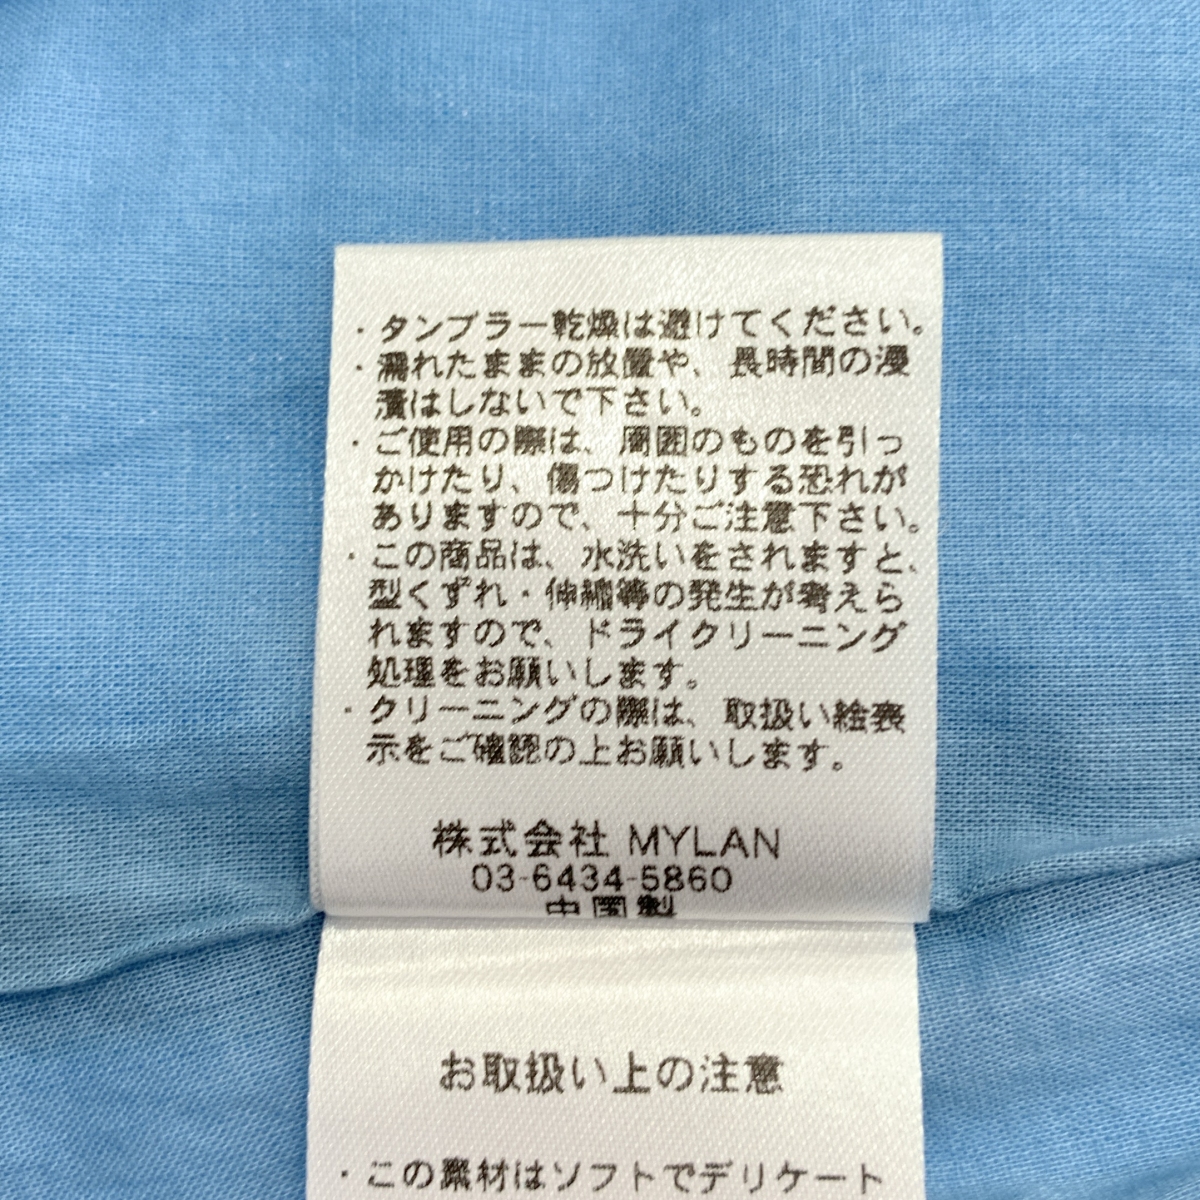 ・タンブラー乾燥は避けてください。
・濡れたままの放置や、長時間の浸
漬はしないで下さい。
・ご使用の際は、周囲のものを引っ
かけたり、傷つけたりする恐れが
ありますので、十分ご注意下さい。
・この商品は、水洗いをされますと、
型くずれ・伸縮等の発生が考えら
れますので、ドライクリーニング
処理をお願いします。
・クリーニングの際は、取扱い絵表
示をご確認の上お願いします。
株式会社 MYLAN
03-6434-5860
中国製
お取扱い上の注意
・この素材はソフトでデリケート